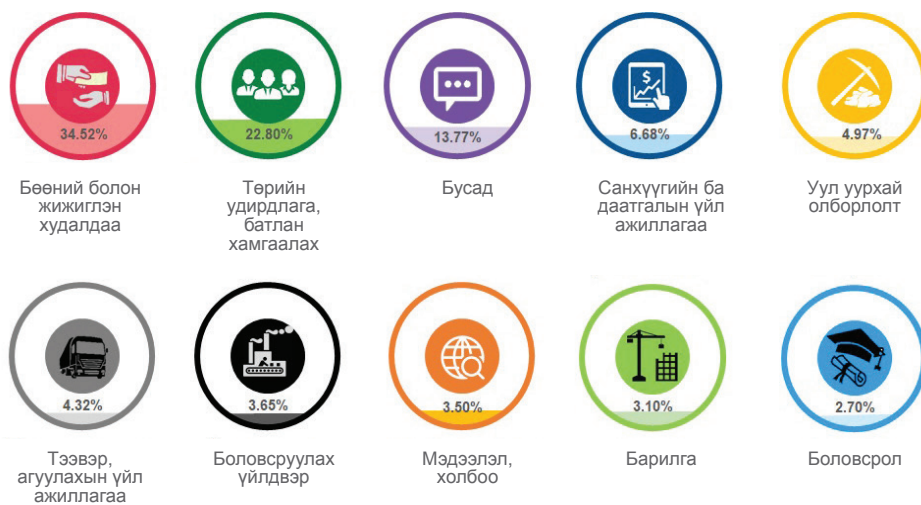 34.52%
Бөөний болон
жижиглэн
худалдаа
22.80%
Төрийн
удирдлага,
батлан
хамгаалах
13.77%
Бусад
$
6.68%
Санхүүгийн ба
даатгалын үйл
ажиллагаа
4.97%
Уул уурхай
олборлолт
4.32%
Тээвэр,
агуулахын үйл
ажиллагаа
3.65%
Боловсруулах
үйлдвэр
3.50%
Мэдээлэл,
холбоо
3.10%
Барилга
2.70%
Боловсрол